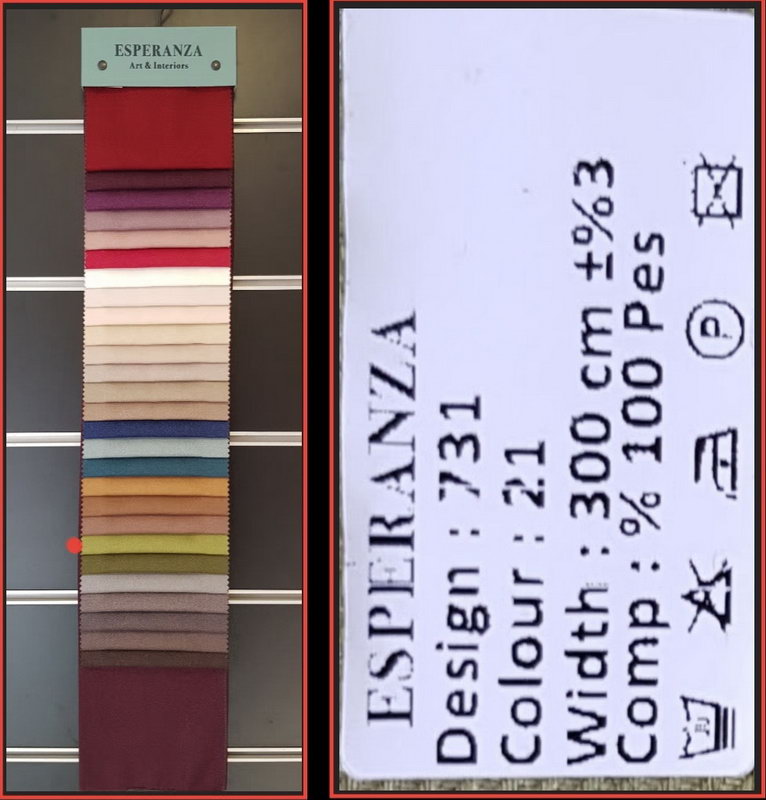 ESPERANZA
Art & Interiors
ESPERANZA
Design : 731
Colour : 21
Width : 300 cm ±%3
Comp : % 100 Pes
P